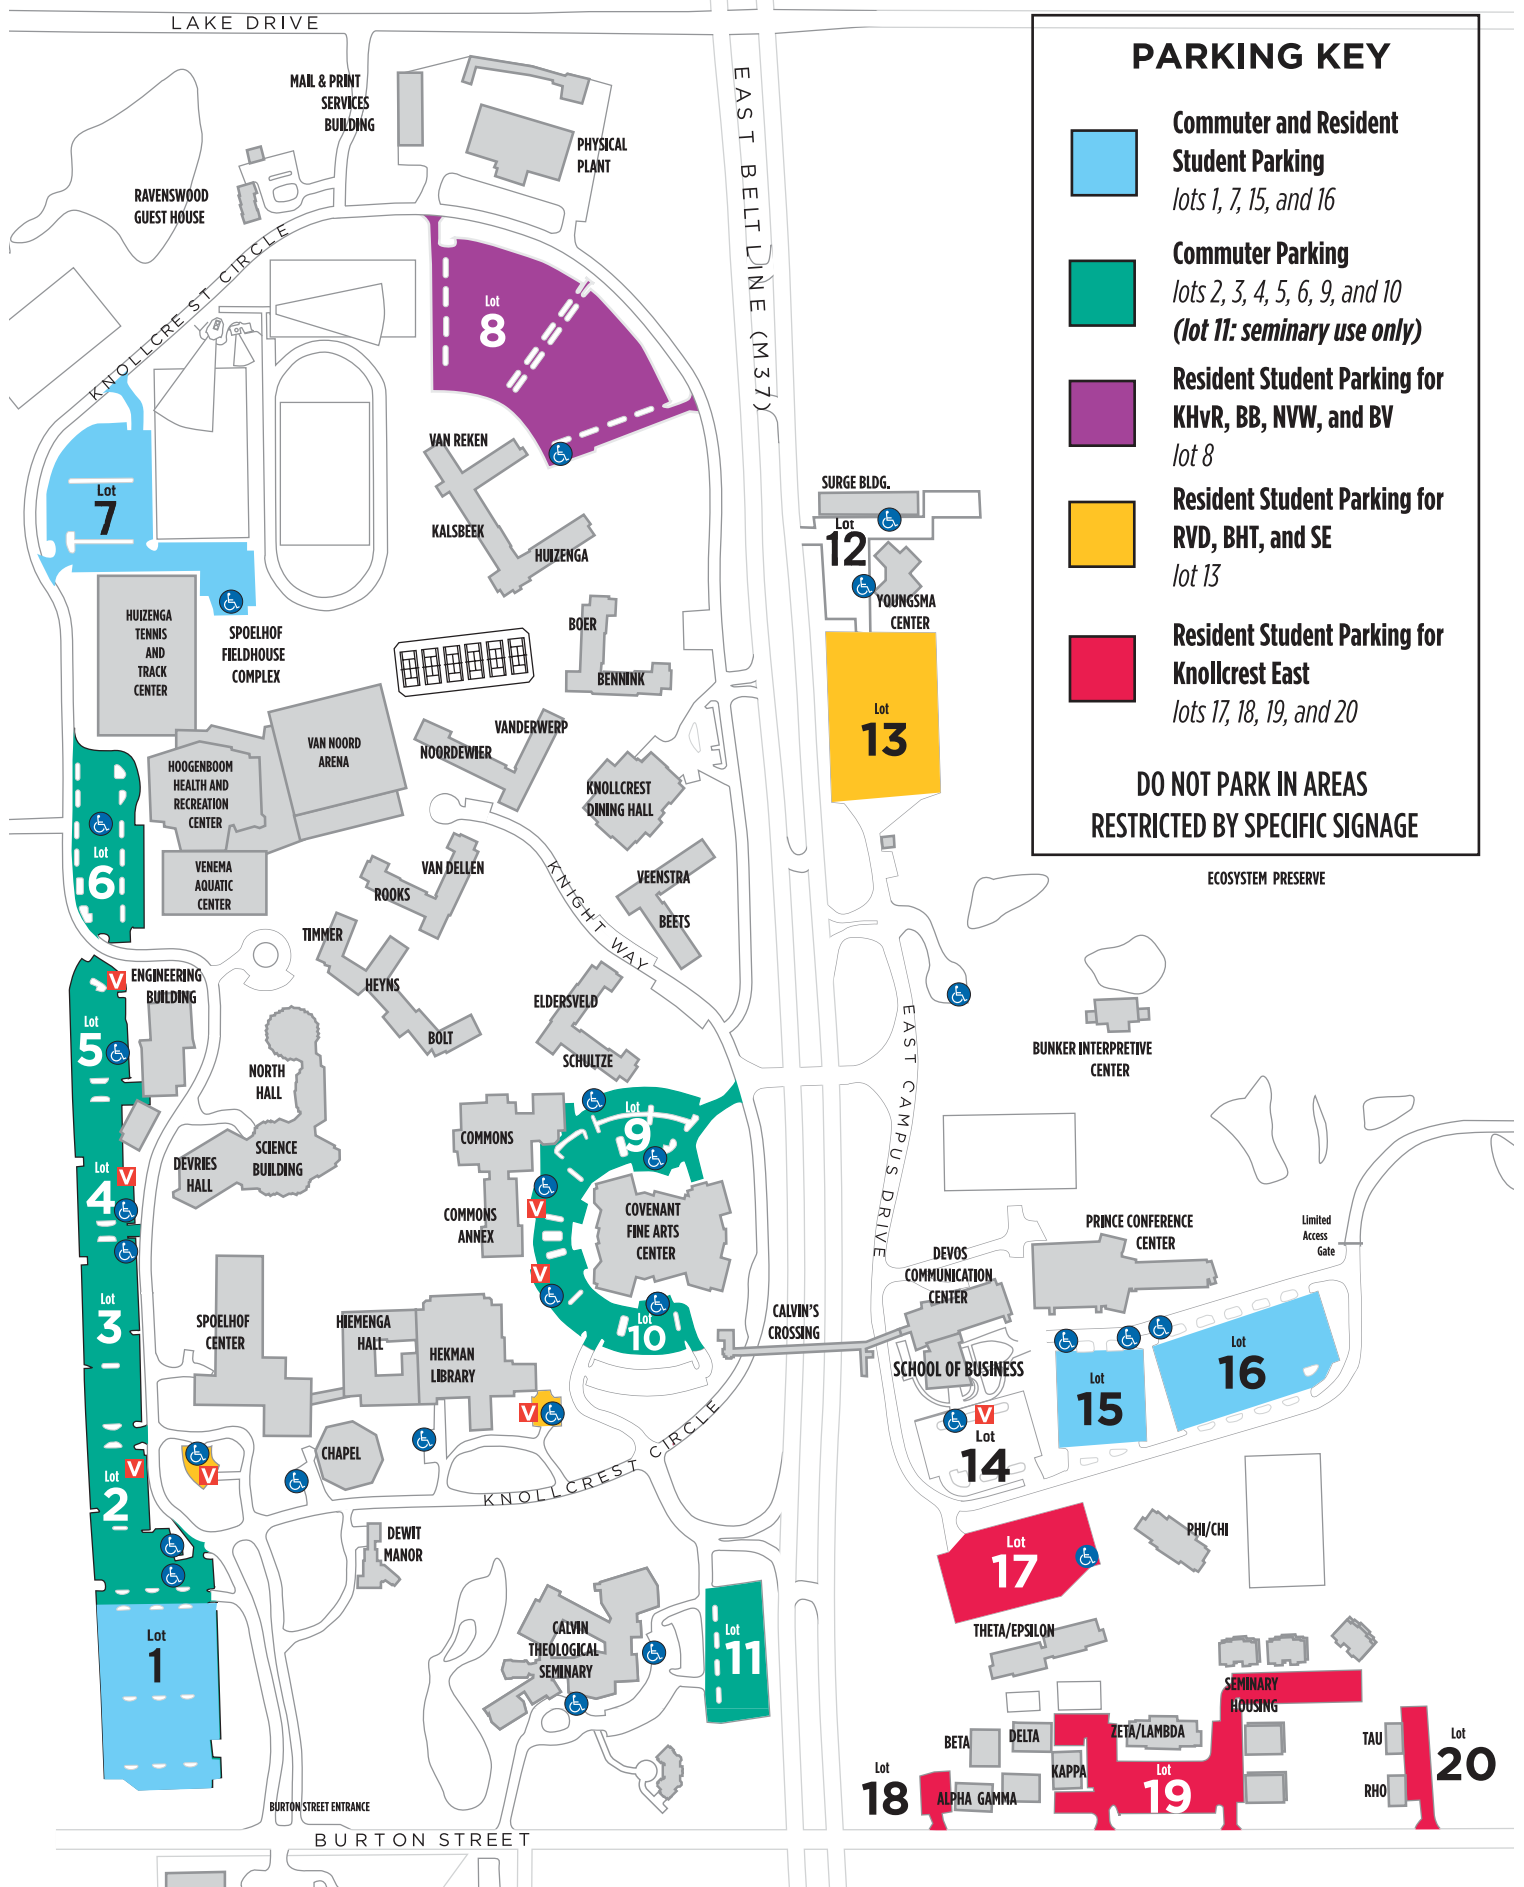 LAKE DRIVE
PARKING KEY
Commuter and Resident
Student Parking
lots 1, 7, 15, and 16
Commuter Parking
lots 2, 3, 4, 5, 6, 9, and 10
(lot 11: seminary use only)
Resident Student Parking for
KHvR, BB, NVW, and BV
lot 8
Resident Student Parking for
RVD, BHT, and SE
lot 13
Resident Student Parking for
Knollcrest East
lots 17, 18, 19, and 20
DO NOT PARK IN AREAS
RESTRICTED BY SPECIFIC SIGNAGE
MAIL & PRINT
SERVICES
BUILDING
PHYSICAL
PLANT
RAVENSWOOD
GUEST HOUSE
EAST BELTLINE (M37)
KNOLLCREST CIRCLE
Lot
8
VAN REKEN
KALSBEEK
HUIZENGA
Lot
7
SURGE BLDG.
Lot
12
YOUNGSMA
CENTER
HUIZENGA
TENNIS
AND
TRACK
CENTER
SPOELHOF
FIELDHOUSE
COMPLEX
BOER
BENNINK
Lot
13
VAN NOORD
ARENA
NOORDEWIER
VANDERWERP
HOOGENBOOM
HEALTH AND
RECREATION
CENTER
KNOLLCREST
DINING HALL
Lot
6
VENEMA
AQUATIC
CENTER
VAN DELLEN
ROOKS
KNIGHT WAY
VEENSTRA
BEETS
ECOSYSTEM PRESERVE
TIMMER
HEYNS
BOLT
V
ENGINEERING
BUILDING
Lot
5
ELDERSVELD
SCHULTZE
EAST CAMPUS DRIVE
BUNKER INTERPRETIVE
CENTER
NORTH
HALL
Lot
9
COMMONS
SCIENCE
BUILDING
DEVRIES
HALL
Lot
4
V
COMMONS
ANNEX
V
COVENANT
FINE ARTS
CENTER
V
PRINCE CONFERENCE
CENTER
Limited
Access
Gate
DEVOS
COMMUNICATION
CENTER
Lot
3
SPOELHOF
CENTER
HIEMENGA
HALL
HEKMAN
LIBRARY
Lot
10
CALVIN'S
CROSSING
SCHOOL OF BUSINESS
Lot
15
Lot
16
V
V
Lot
14
CHAPEL
KNOLLCREST CIRCLE
V
V
Lot
2
DEWIT
MANOR
Lot
17
PHI/CHI
THETA/EPSILON
Lot
1
CALVIN
THEOLOGICAL
SEMINARY
Lot
11
SEMINARY
HOUSING
BETA
DELTA
ZETA/LAMBDA
KAPPA
ALPHA GAMMA
Lot
18
Lot
19
TAU
RHO
Lot
20
BURTON STREET ENTRANCE
BURTON STREET